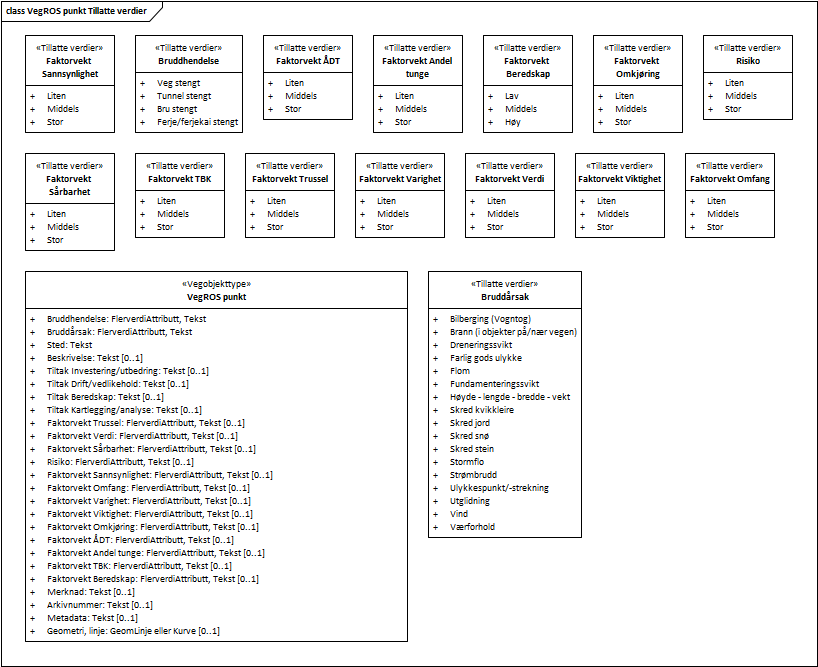 class VegROS punkt Tillatte verdier
«Tillatte verdier»
Faktorvekt
Sannsynlighet
+ Liten
+ Middels
+ Stor
«Tillatte verdier»
Bruddhendelse
+ Veg stengt
+ Tunnel stengt
+ Bru stengt
+ Ferje/ferjekai stengt
«Tillatte verdier»
Faktorvekt ÅDT
+ Liten
+ Middels
+ Stor
«Tillatte verdier»
Faktorvekt Andel
tunge
+ Liten
+ Middels
+ Stor
«Tillatte verdier»
Faktorvekt
Beredskap
+ Lav
+ Middels
+ Høy
«Tillatte verdier»
Faktorvekt
Omkjøring
+ Liten
+ Middels
+ Stor
«Tillatte verdier»
Risiko
+ Liten
+ Middels
+ Stor
«Tillatte verdier»
Faktorvekt
Sårbarhet
+ Liten
+ Middels
+ Stor
«Tillatte verdier»
Faktorvekt TBK
+ Liten
+ Middels
+ Stor
«Tillatte verdier»
Faktorvekt Trussel
+ Liten
+ Middels
+ Stor
«Tillatte verdier»
Faktorvekt Varighet
+ Liten
+ Middels
+ Stor
«Tillatte verdier»
Faktorvekt Verdi
+ Liten
+ Middels
+ Stor
«Tillatte verdier»
Faktorvekt Viktighet
+ Liten
+ Middels
+ Stor
«Tillatte verdier»
Faktorvekt Omfang
+ Liten
+ Middels
+ Stor
«Vegobjekttype»
VegROS punkt
+ Bruddhendelse: FlerverdiAttributt, Tekst
+ Bruddårsak: FlerverdiAttributt, Tekst
+ Sted: Tekst
+ Beskrivelse: Tekst [0..1]
+ Tiltak Investering/utbedring: Tekst [0..1]
+ Tiltak Drift/vedlikehold: Tekst [0..1]
+ Tiltak Beredskap: Tekst [0..1]
+ Tiltak Kartlegging/analyse: Tekst [0..1]
+ Faktorvekt Trussel: FlerverdiAttributt, Tekst [0..1]
+ Faktorvekt Verdi: FlerverdiAttributt, Tekst [0..1]
+ Faktorvekt Sårbarhet: FlerverdiAttributt, Tekst [0..1]
+ Risiko: FlerverdiAttributt, Tekst [0..1]
+ Faktorvekt Sannsynlighet: FlerverdiAttributt, Tekst [0..1]
+ Faktorvekt Omfang: FlerverdiAttributt, Tekst [0..1]
+ Faktorvekt Varighet: FlerverdiAttributt, Tekst [0..1]
+ Faktorvekt Viktighet: FlerverdiAttributt, Tekst [0..1]
+ Faktorvekt Omkjøring: FlerverdiAttributt, Tekst [0..1]
+ Faktorvekt ÅDT: FlerverdiAttributt, Tekst [0..1]
+ Faktorvekt Andel tunge: FlerverdiAttributt, Tekst [0..1]
+ Faktorvekt TBK: FlerverdiAttributt, Tekst [0..1]
+ Faktorvekt Beredskap: FlerverdiAttributt, Tekst [0..1]
+ Merknad: Tekst [0..1]
+ Arkivnummer: Tekst [0..1]
+ Metadata: Tekst [0..1]
+ Geometri, linje: GeomLinje eller Kurve [0..1]
«Tillatte verdier»
Bruddårsak
+ Bilberging (Vogntog)
+ Brann (i objekter på/nær vegen)
+ Dreneringssvikt
+ Farlig gods ulykke
+ Flom
+ Fundamenteringssvikt
+ Høyde - lengde - bredde - vekt
+ Skred kvikkleire
+ Skred jord
+ Skred snø
+ Skred stein
+ Stormflo
+ Strømbrudd
+ Ulykkespunkt/-strekning
+ Utglidning
+ Vind
+ Værforhold